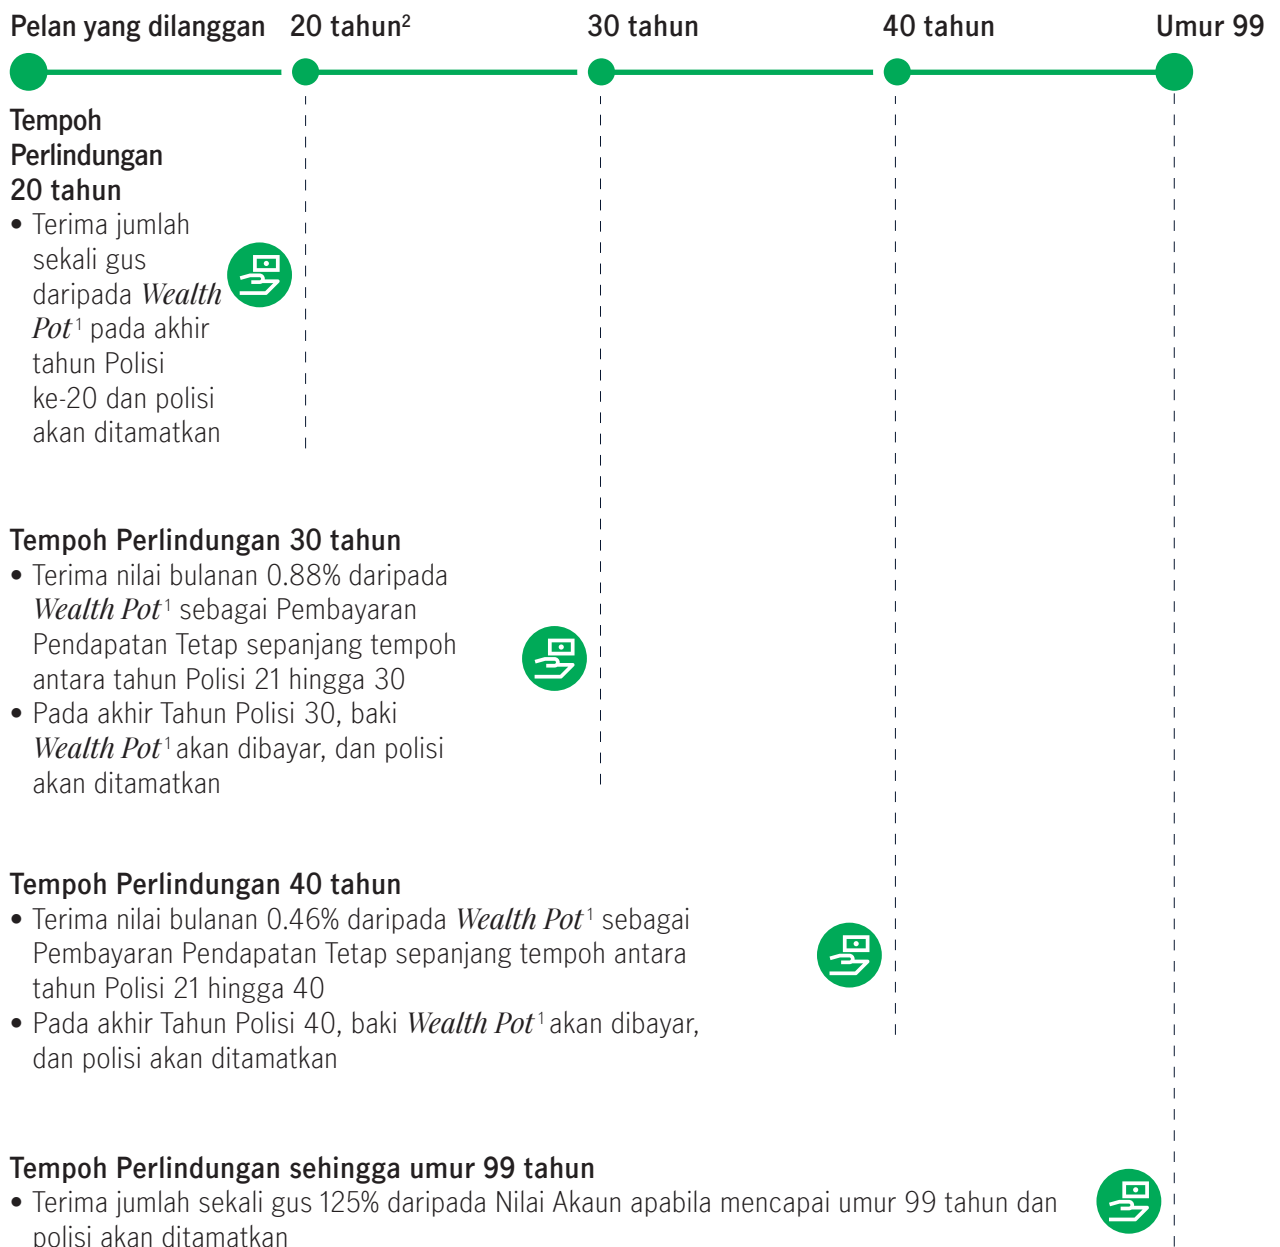 Pelan yang dilanggan 20 tahun² 30 tahun 40 tahun Umur 99
Tempoh
Perlindungan
20 tahun
• Terima jumlah
sekali gus
daripada Wealth
Pot¹ pada akhir
tahun Polisi
ke-20 dan polisi
akan ditamatkan
Tempoh Perlindungan 30 tahun
• Terima nilai bulanan 0.88% daripada
Wealth Pot¹ sebagai Pembayaran
Pendapatan Tetap sepanjang tempoh
antara tahun Polisi 21 hingga 30
• Pada akhir Tahun Polisi 30, baki
Wealth Pot¹ akan dibayar, dan polisi
akan ditamatkan
Tempoh Perlindungan 40 tahun
• Terima nilai bulanan 0.46% daripada Wealth Pot¹ sebagai
Pembayaran Pendapatan Tetap sepanjang tempoh antara
tahun Polisi 21 hingga 40
• Pada akhir Tahun Polisi 40, baki Wealth Pot¹ akan dibayar,
dan polisi akan ditamatkan
Tempoh Perlindungan sehingga umur 99 tahun
• Terima jumlah sekali gus 125% daripada Nilai Akaun apabila mencapai umur 99 tahun dan
polisi akan ditamatkan